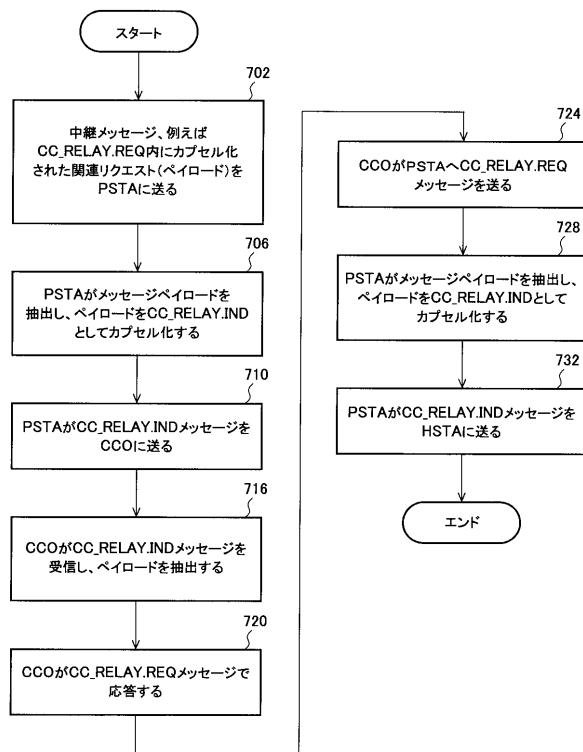 スタート
702
中継メッセージ、例えば
CC_RELAY.REQ内にカプセル化
された関連リクエスト(ペイロード)を
PSTAに送る
706
PSTAがメッセージペイロードを
抽出し、ペイロードをCC_RELAY.IND
としてカプセル化する
710
PSTAがCC_RELAY.INDメッセージを
CCOに送る
716
CCOがCC_RELAY.INDメッセージを
受信し、ペイロードを抽出する
720
CCOがCC_RELAY.REQメッセージで
応答する
724
CCOがPSTAへCC_RELAY.REQ
メッセージを送る
728
PSTAがメッセージペイロードを抽出し、
ペイロードをCC_RELAY.INDとして
カプセル化する
732
PSTAがCC_RELAY.INDメッセージを
HSTAに送る
エンド